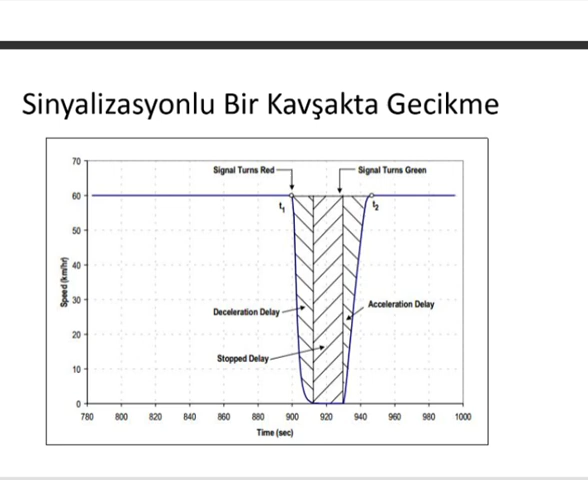 Sinyalizasyonlu Bir Kavşakta Gecikme
70
Signal Turns Red
Signal Turns Green
60
t1
t2
50
40
Speed (km/hr)
30
Deceleration Delay
Acceleration Delay
20
Stopped Delay
10
0
780 800 820 840 860 880 900 920 940 960 980 1000
Time (sec)